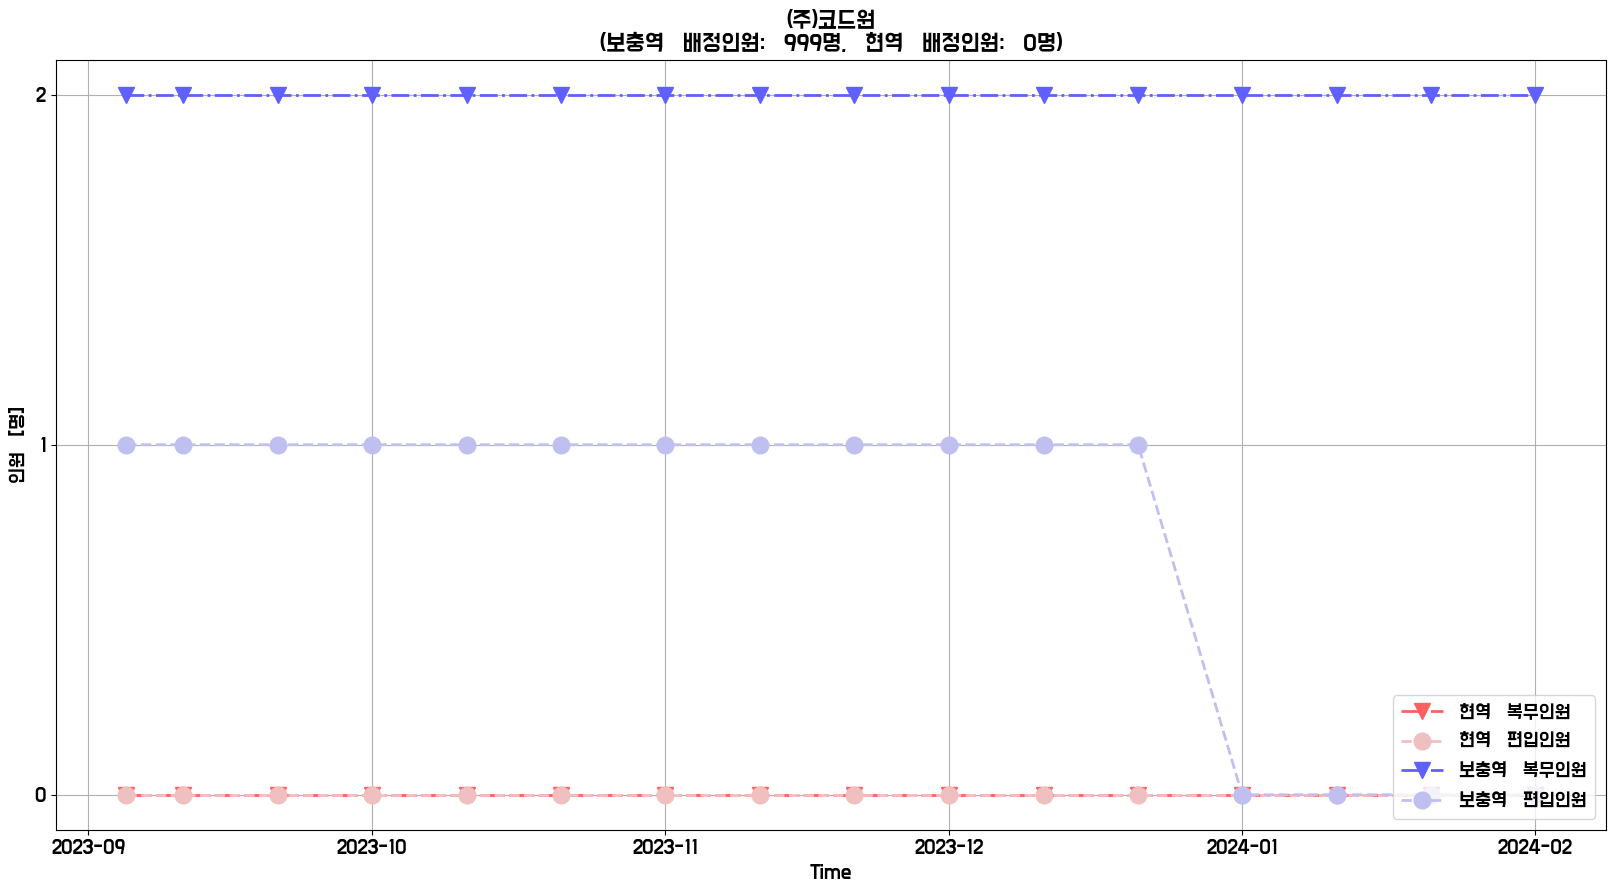 (주)코드원
(보충역 배정인원: 999명, 현역 배정인원: 0명)
2
1
0
인원 [명]
현역 복무인원
현역 편입인원
보충역 복무인원
보충역 편입인원
2023-09 2023-10 2023-11 2023-12 2024-01 2024-02
Time